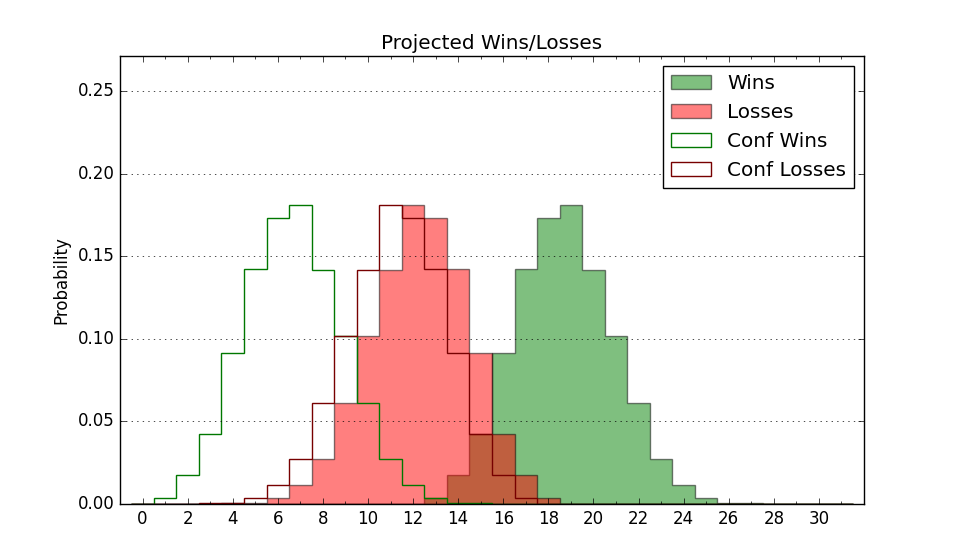 Projected Wins/Losses
Wins
Losses
Conf Wins
Conf Losses
Probability
0.25
0.20
0.15
0.10
0.05
0.00
0 2 4 6 8 10 12 14 16 18 20 22 24 26 28 30